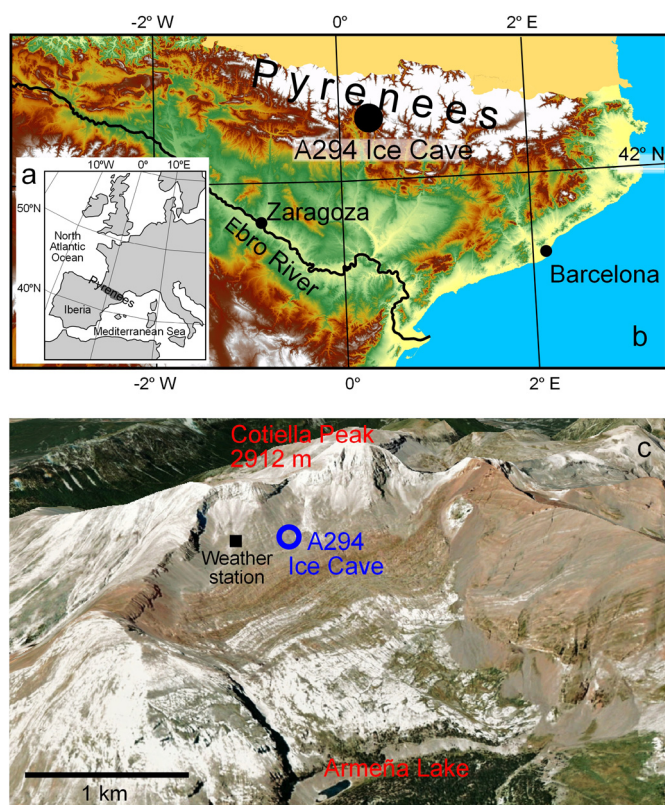 -2° W
0°
2° E
Pyrenees
A294 Ice Cave
42° N
a
10°W
0°
10°E
50°N
North
Atlantic
Ocean
40°N
Pyrenees
Iberia
Mediterranean Sea
Zaragoza
Ebro River
Barcelona
b
-2° W
0°
2° E
Cotiella Peak
2912 m
c
Weather
station
A294
Ice Cave
Armeña Lake
1 km